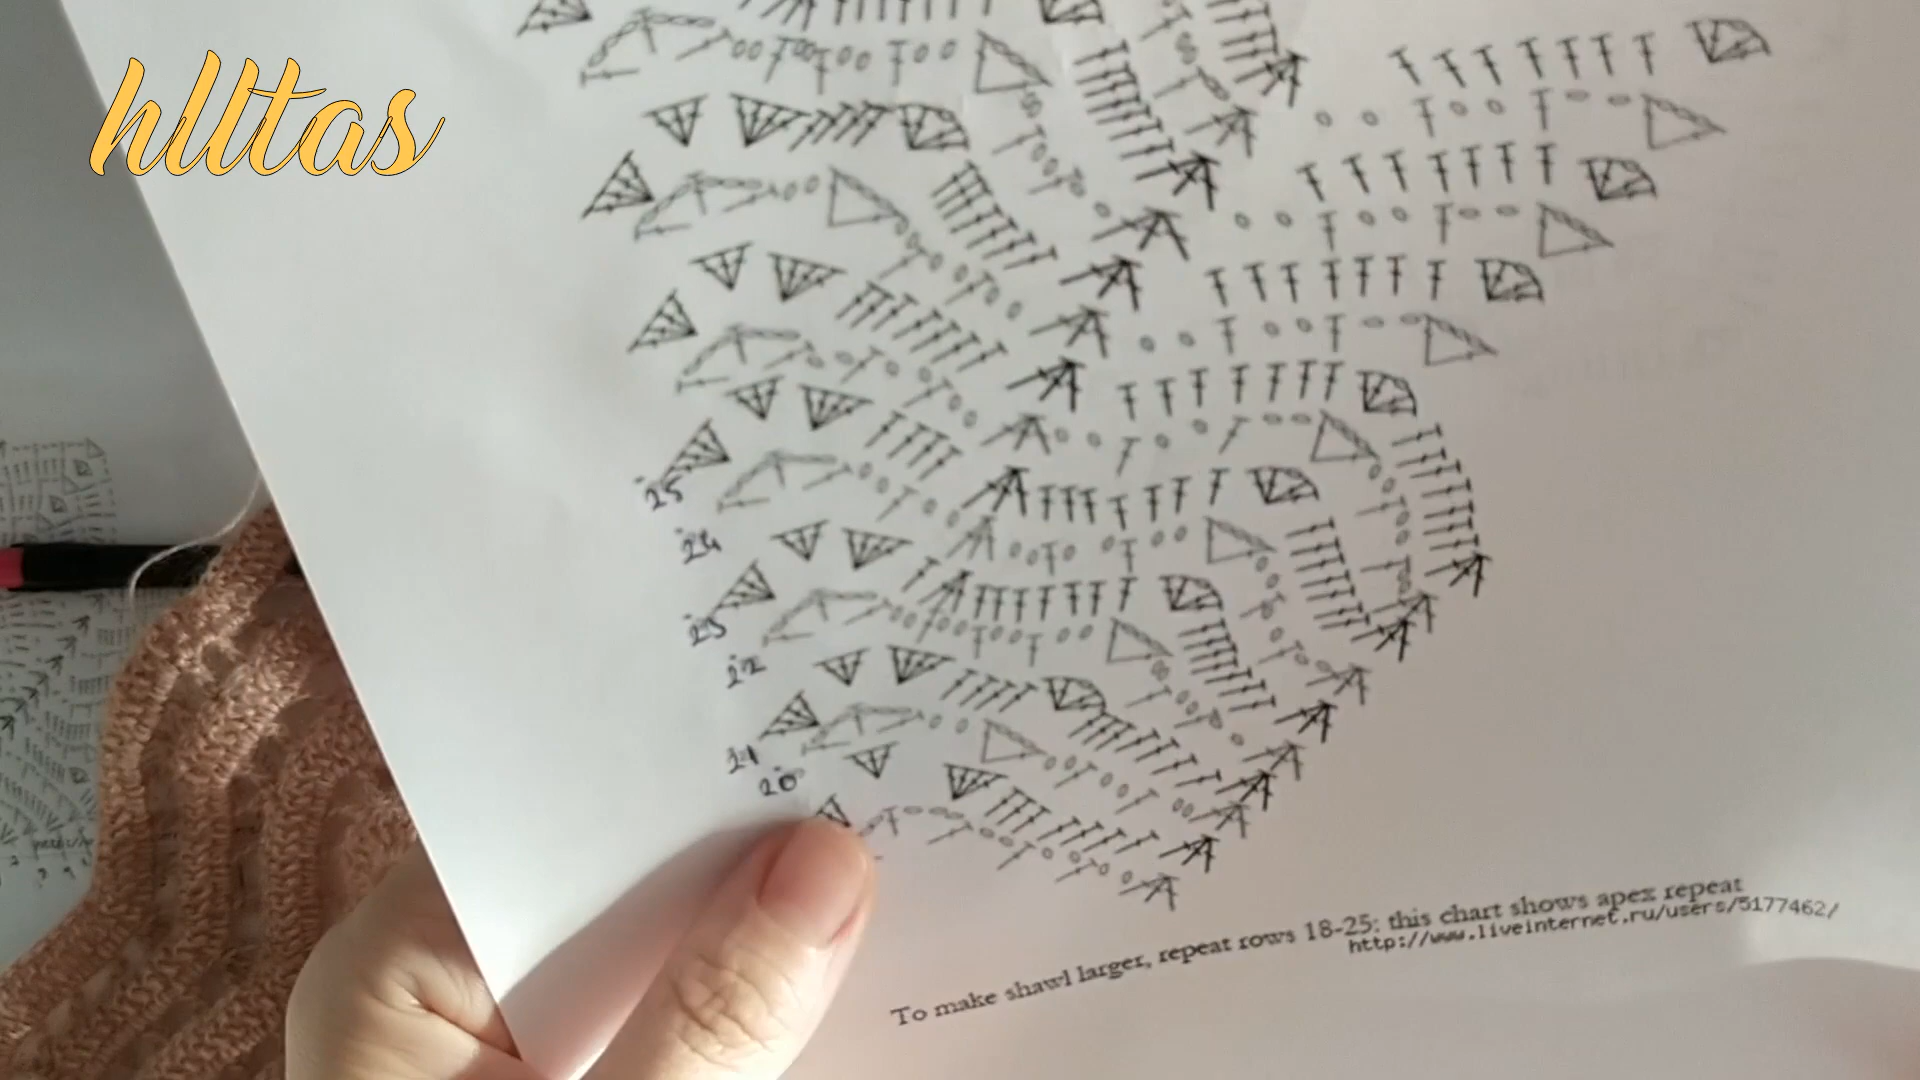 hlltas
25
24
23
22
21
20
To make shawl larger, repeat rows 18-25: this chart shows apex repeat
http://www.liveinternet.ru/users/5177462/